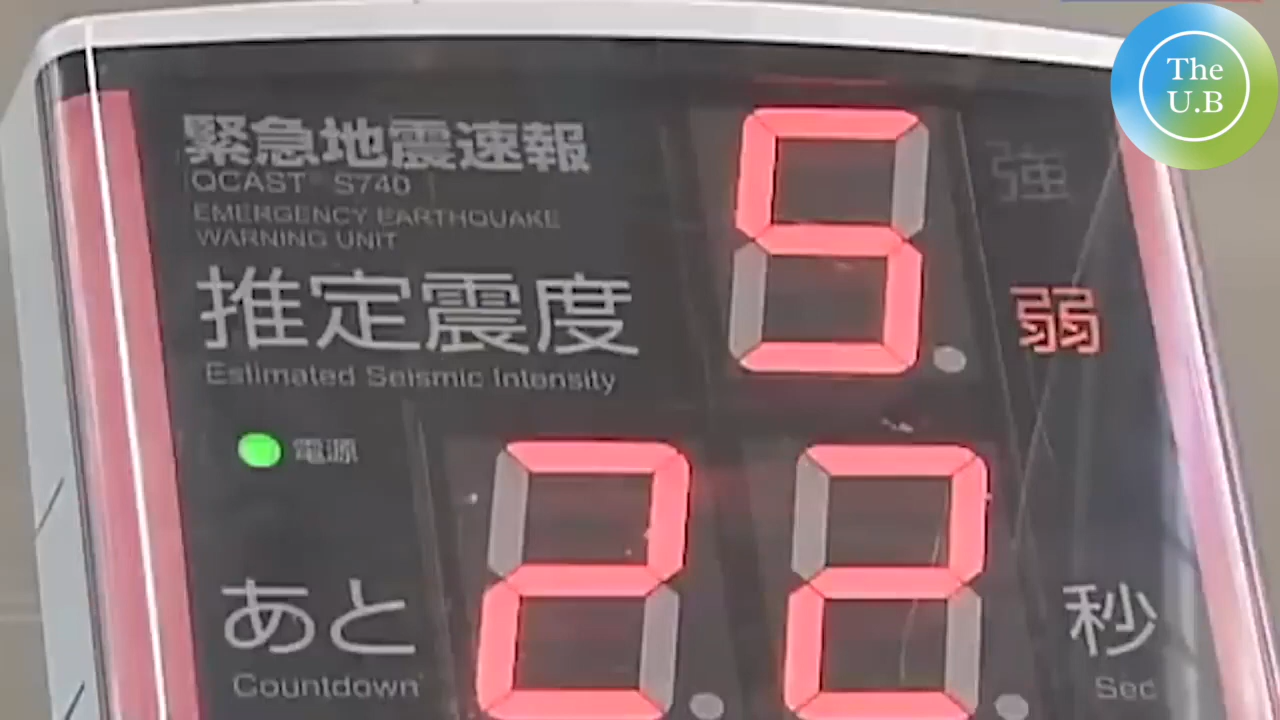 The
U.B
緊急地震速報
QCAST® S740
EMERGENCY EARTHQUAKE
WARNING UNIT
5
強
弱
推定震度
Estimated Seismic Intensity
電源
22
あと
秒
Countdown
Sec